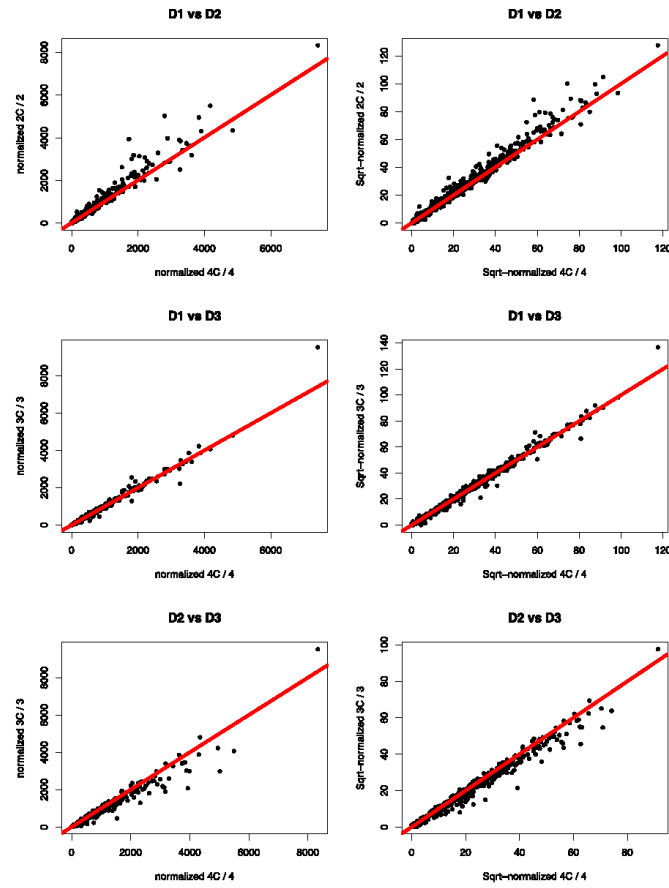 D1 vs D2
D1 vs D2
normalized 2C / 2
0 2000 4000 6000 8000
0 2000 4000 6000
normalized 4C / 4
Sqrt-normalized 2C / 2
0 20 40 60 80 100 120
0 20 40 60 80 100 120
Sqrt-normalized 4C / 4
D1 vs D3
D1 vs D3
normalized 3C / 3
0 2000 4000 6000 8000
0 2000 4000 6000
normalized 4C / 4
Sqrt-normalized 3C / 3
0 20 40 60 80 100 120 140
0 20 40 60 80 100 120
Sqrt-normalized 4C / 4
D2 vs D3
D2 vs D3
normalized 3C / 3
0 2000 4000 6000 8000
0 2000 4000 6000 8000
normalized 4C / 4
Sqrt-normalized 3C / 3
0 20 40 60 80 100
0 20 40 60 80
Sqrt-normalized 4C / 4